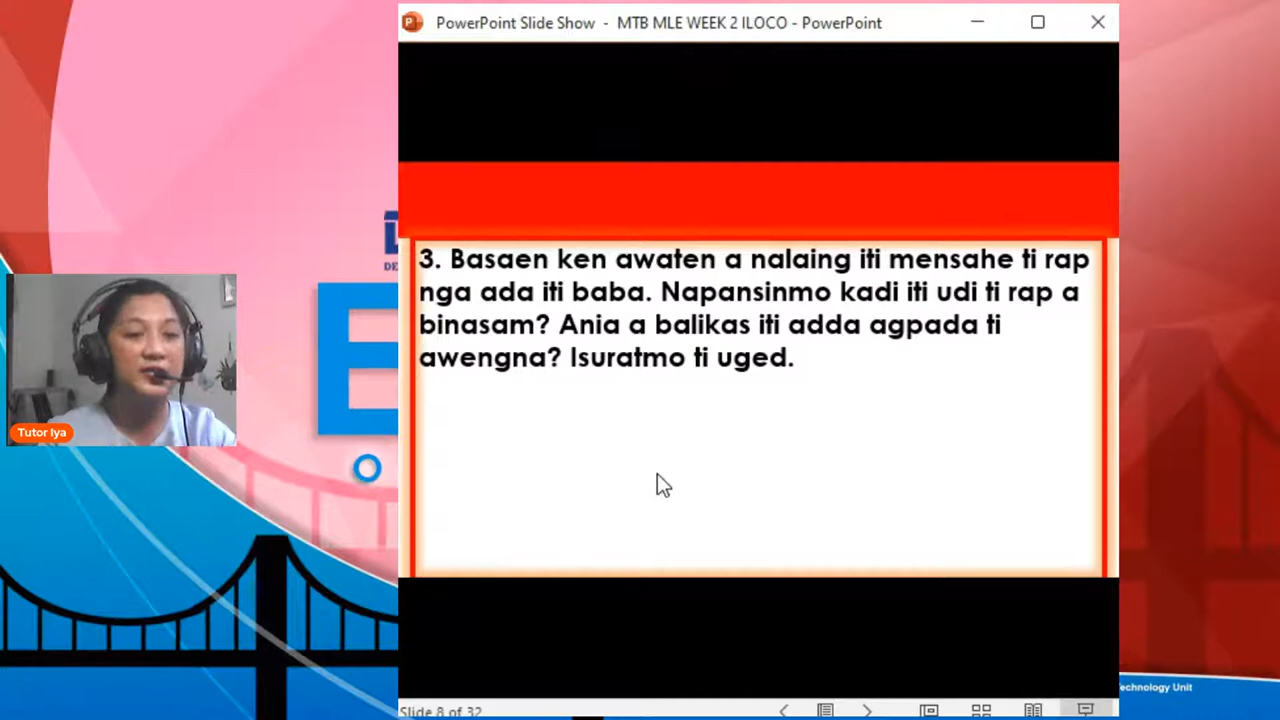 PowerPoint Slide Show - MTB MLE WEEK 2 ILOCO - PowerPoint
3. Basaen ken awaten a nalaing iti mensahe ti rap
nga ada iti baba. Napansinmo kadi iti udi ti rap a
binasam? Ania a balikas iti adda agpada ti
awengna? Isuratmo ti uged.
Tutor Iya
E
O
Technology Unit
Slide 8 of 32